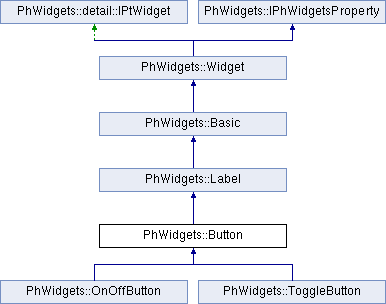 PhWidgets::detail::IPtWidget
PhWidgets::IPhWidgetsProperty
PhWidgets::Widget
PhWidgets::Basic
PhWidgets::Label
PhWidgets::Button
PhWidgets::OnOffButton
PhWidgets::ToggleButton